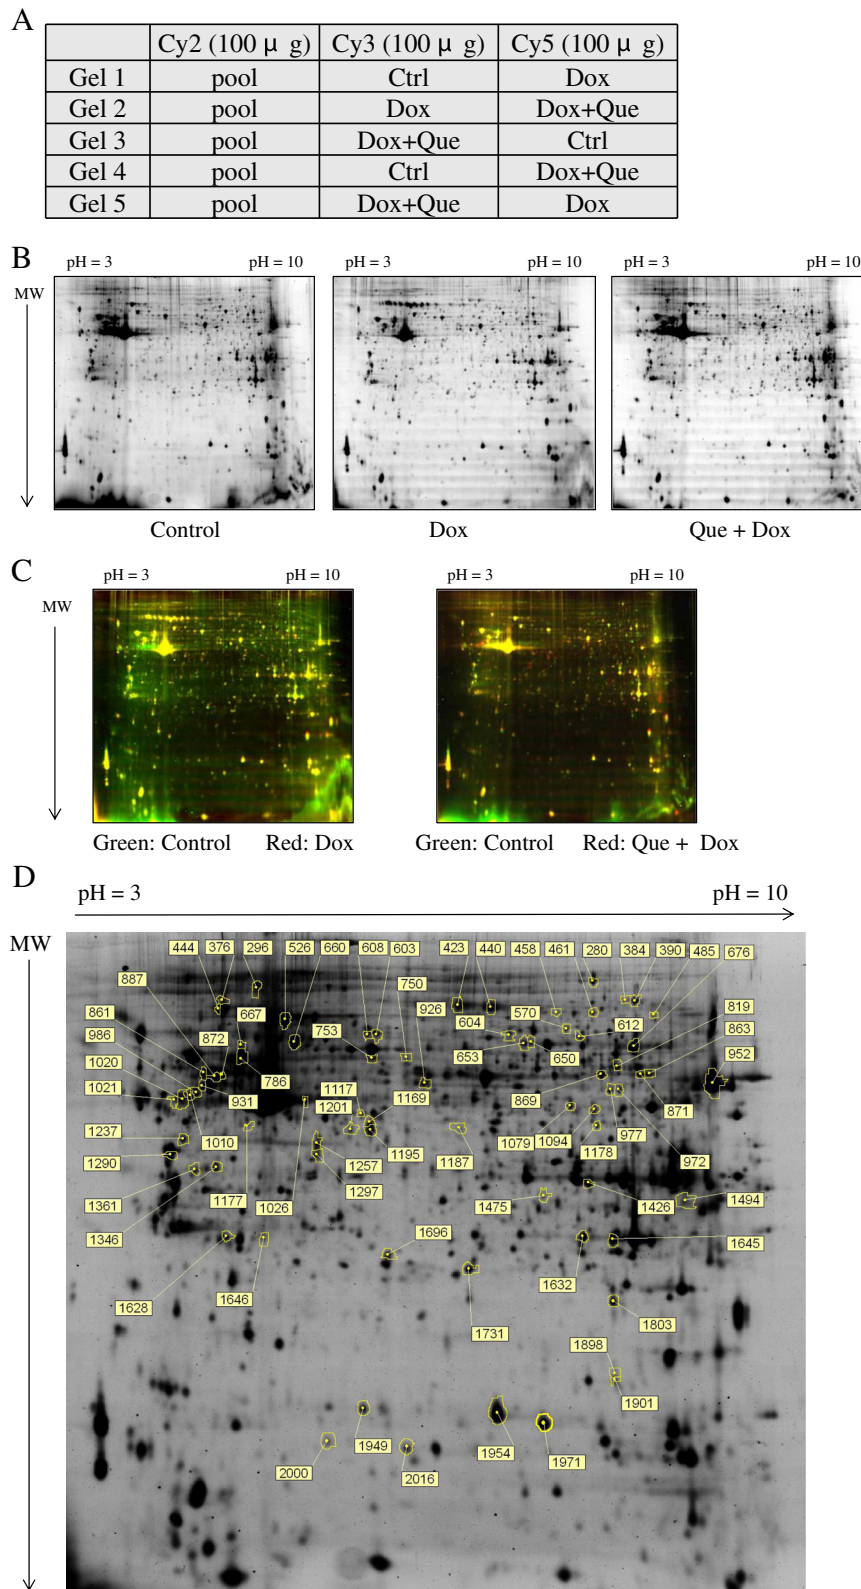 A
Cy2 (100 μ g) Cy3 (100 μ g) Cy5 (100 μ g)
Gel 1 pool Ctrl Dox
Gel 2 pool Dox Dox+Que
Gel 3 pool Dox+Que Ctrl
Gel 4 pool Ctrl Dox+Que
Gel 5 pool Dox+Que Dox
B
pH = 3 pH = 10 pH = 3 pH = 10 pH = 3 pH = 10
MW
Control Dox Que + Dox
C
pH = 3 pH = 10 pH = 3 pH = 10
MW
Green: Control Red: Dox Green: Control Red: Que + Dox
D
pH = 3 pH = 10
MW
444 376 296 526 660 608 603 423 440 458 461 280 384 390 485 676
887 750
861 667 926 570 819
986 872 753 604 612 863
1020 653 650 952
1021 786 1117 869
931 1201 1169 871
1237 1010 1079 1094 977
1290 1257 1195 1187 1178 972
1361 1177 1297
1346 1026 1475 1426 1494
1696 1645
1628 1646 1632
1731 1803
1898
1901
2000 1949 2016 1954 1971